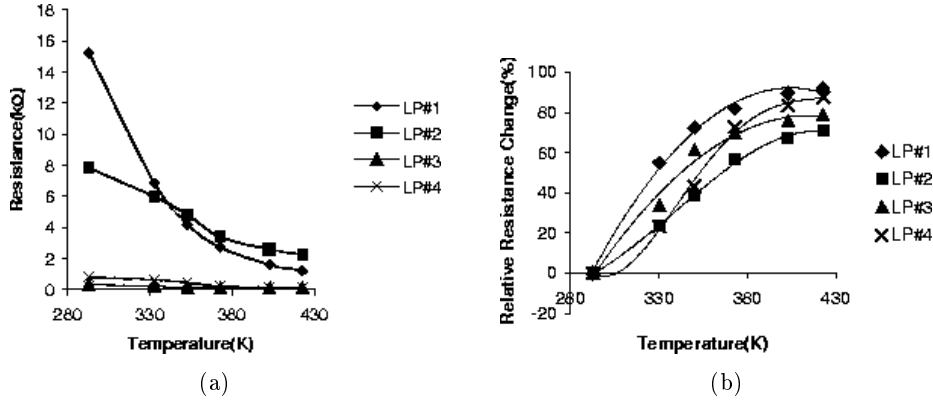 18
16
14
12
10
8
6
4
2
0
280 330 380 430
Resistance(kΩ)
Temperature(K)
LP#1
LP#2
LP#3
LP#4
(a)
100
80
60
40
20
0
-20
280 330 380 430
Relative Resistance Change(%)
Temperature(K)
LP#1
LP#2
LP#3
LP#4
(b)